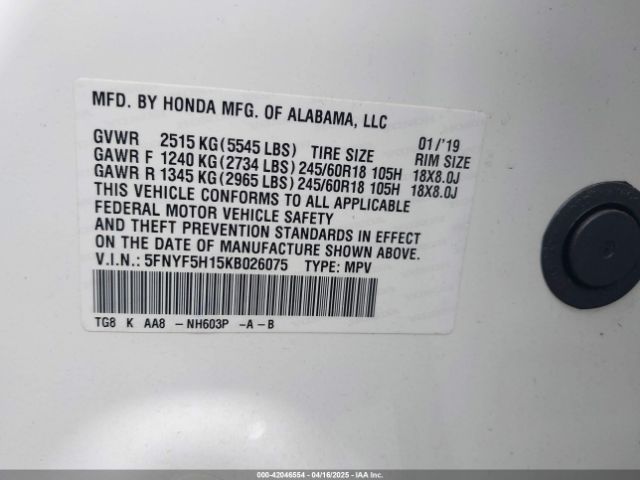 MFD. BY HONDA MFG. OF ALABAMA, LLC
GVWR 2515 KG (5545 LBS) TIRE SIZE 01/'19 RIM SIZE
GAWR F 1240 KG (2734 LBS) 245/60R18 105H 18X8.0J
GAWR R 1345 KG (2965 LBS) 245/60R18 105H 18X8.0J
THIS VEHICLE CONFORMS TO ALL APPLICABLE
FEDERAL MOTOR VEHICLE SAFETY
AND THEFT PREVENTION STANDARDS IN EFFECT
ON THE DATE OF MANUFACTURE SHOWN ABOVE.
V.I.N.: 5FNYF5H15KB026075 TYPE: MPV
TG8 K AA8 -NH603P -A-B
000-42046554 - 04/16/2025 - IAAI.COM